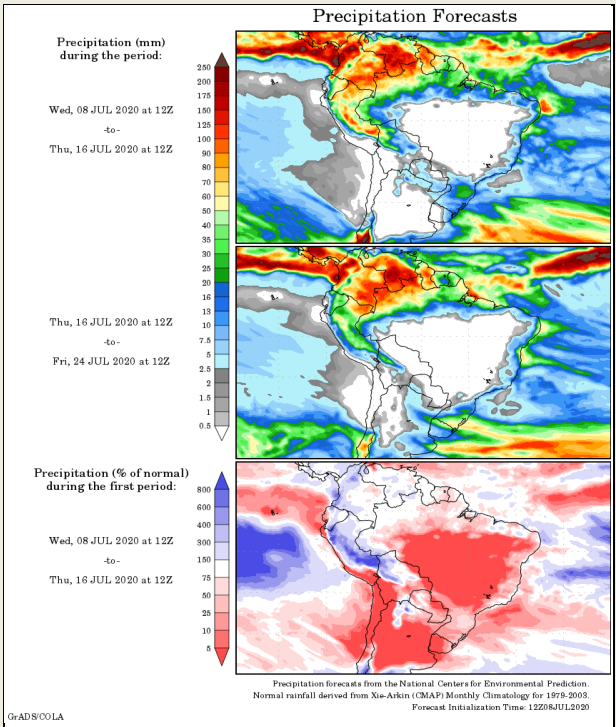 Precipitation Forecasts
Precipitation (mm)
during the period:
Wed, 08 JUL 2020 at 12Z
-to-
Thu, 16 JUL 2020 at 12Z
250
200
175
150
125
100
90
80
70
60
50
40
35
30
25
20
16
13
10
7.5
5
2.5
2
1.5
1
0.5
Thu, 16 JUL 2020 at 12Z
-to-
Fri, 24 JUL 2020 at 12Z
Precipitation (% of normal)
during the first period:
Wed, 08 JUL 2020 at 12Z
-to-
Thu, 16 JUL 2020 at 12Z
800
600
400
300
150
75
50
25
10
5
Precipitation forecasts from the National Centers for Environmental Prediction.
Normal rainfall derived from Xie-Arkin (CMAP) Monthly Climatology for 1979-2003.
Forecast Initialization Time: 12Z08JUL2020
GrADS/COLA